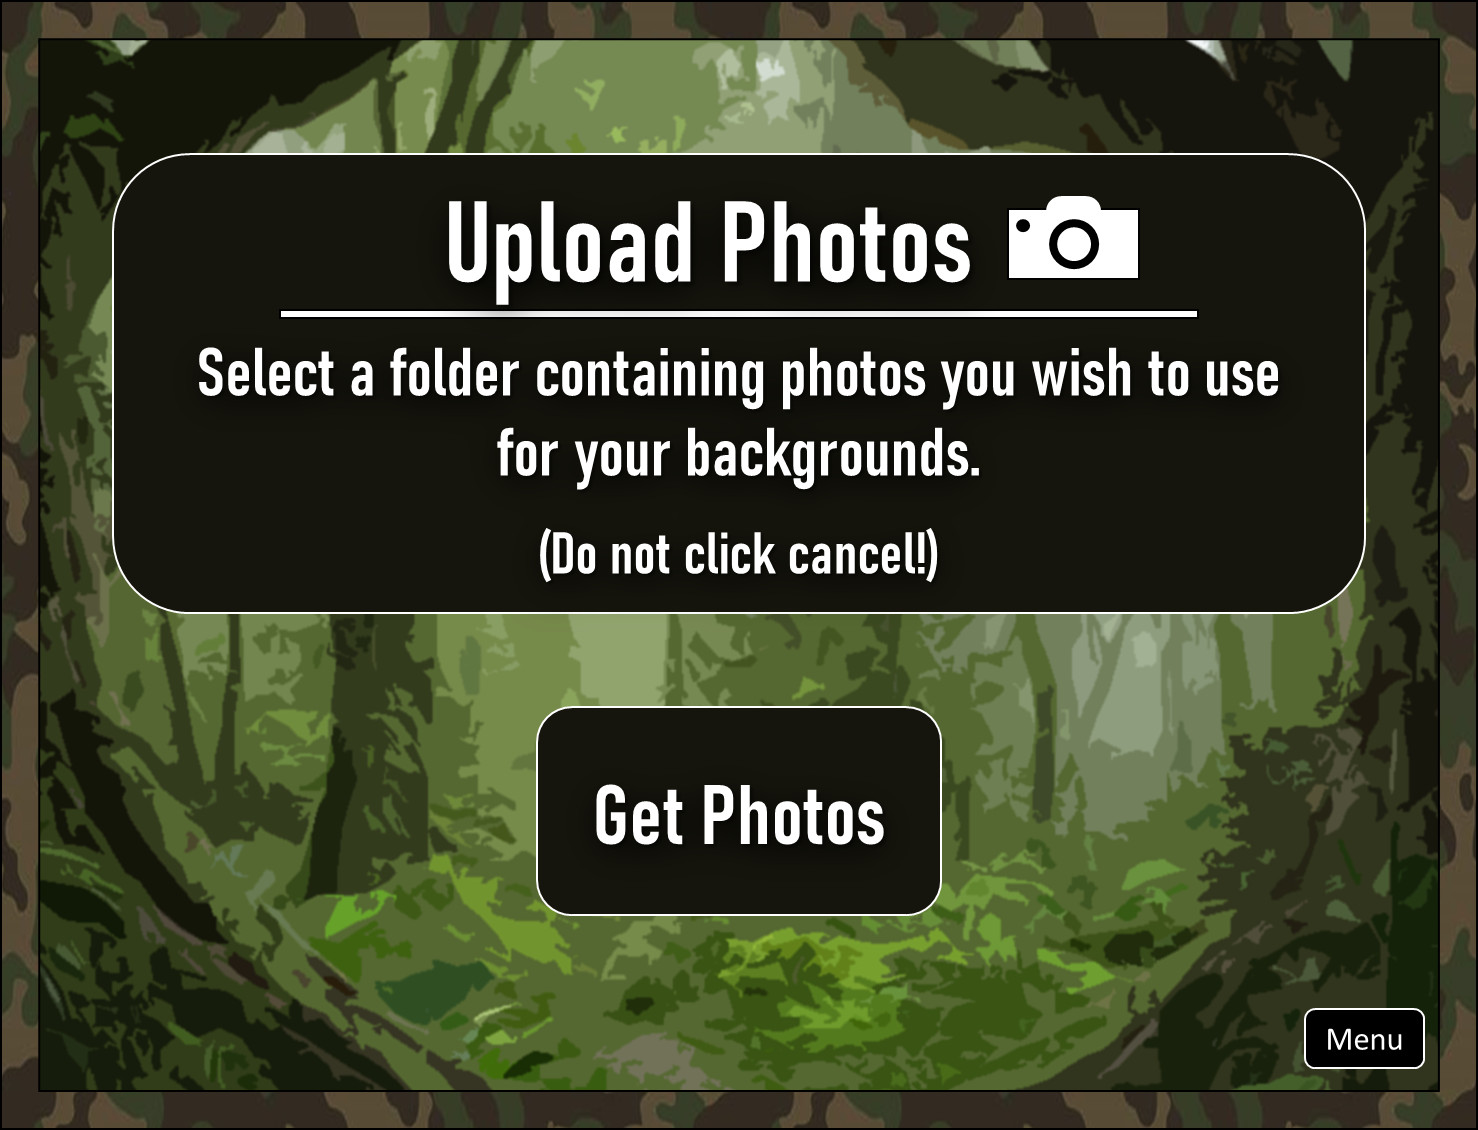 Upload Photos
Select a folder containing photos you wish to use
for your backgrounds.
(Do not click cancel!)
Get Photos
Menu